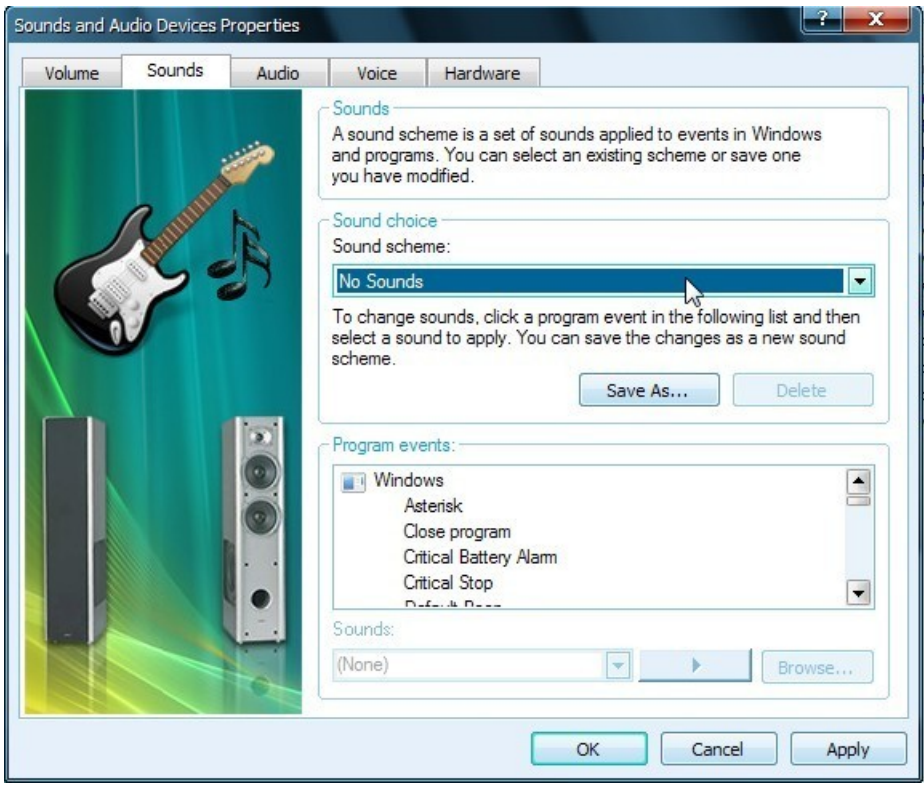 Sounds and Audio Devices Properties
? X
Volume Sounds Audio Voice Hardware
Sounds
A sound scheme is a set of sounds applied to events in Windows
and programs. You can select an existing scheme or save one
you have modified.
Sound choice
Sound scheme:
No Sounds
To change sounds, click a program event in the following list and then
select a sound to apply. You can save the changes as a new sound
scheme.
Save As... Delete
Program events:
Windows
Asterisk
Close program
Critical Battery Alarm
Critical Stop
Default Beep
Sounds:
(None) Browse...
OK Cancel Apply